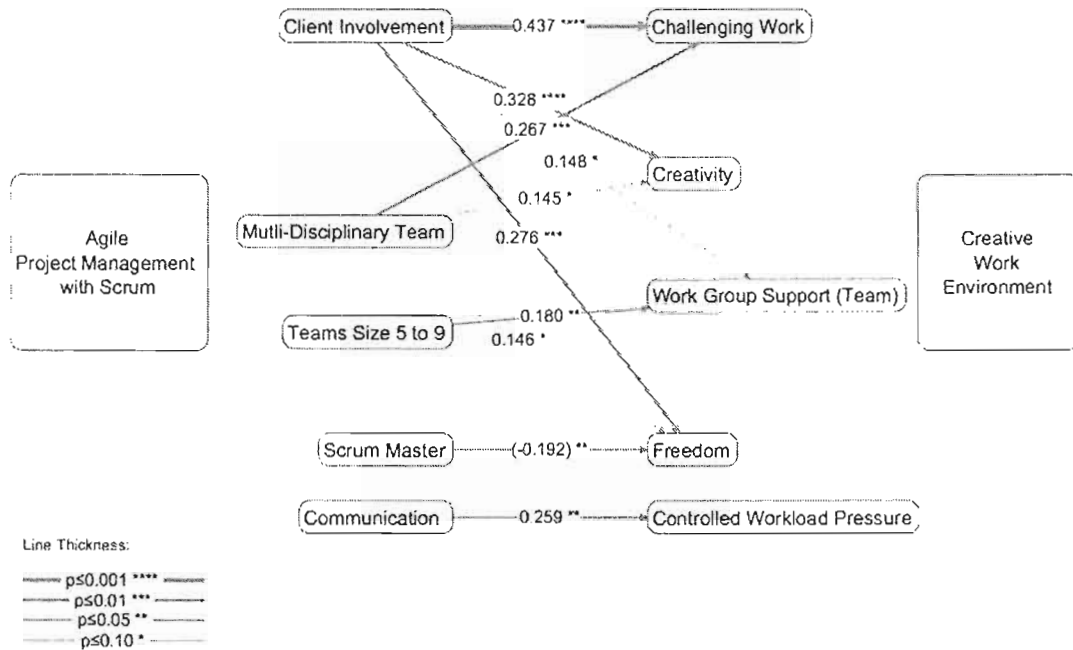 Client Involvement
0.437 ****
Challenging Work
0.328 ****
0.267 ***
0.148 *
Creativity
0.145 *
Agile
Project Management
with Scrum
Mutli-Disciplinary Team
0.276 ***
Creative
Work
Environment
Work Group Support (Team)
0.180 **
Teams Size 5 to 9
0.146 *
Scrum Master
(-0.192) **
Freedom
Communication
0.259 **
Controlled Workload Pressure
Line Thickness:
p≤0.001 ****
p≤0.01 ***
p≤0.05 **
p≤0.10 *